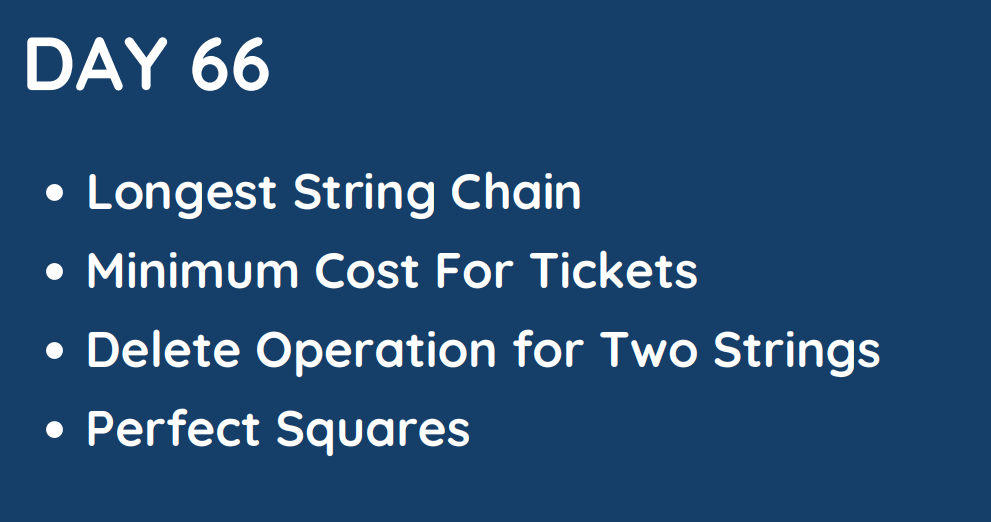 DAY 66
• Longest String Chain
• Minimum Cost For Tickets
• Delete Operation for Two Strings
• Perfect Squares